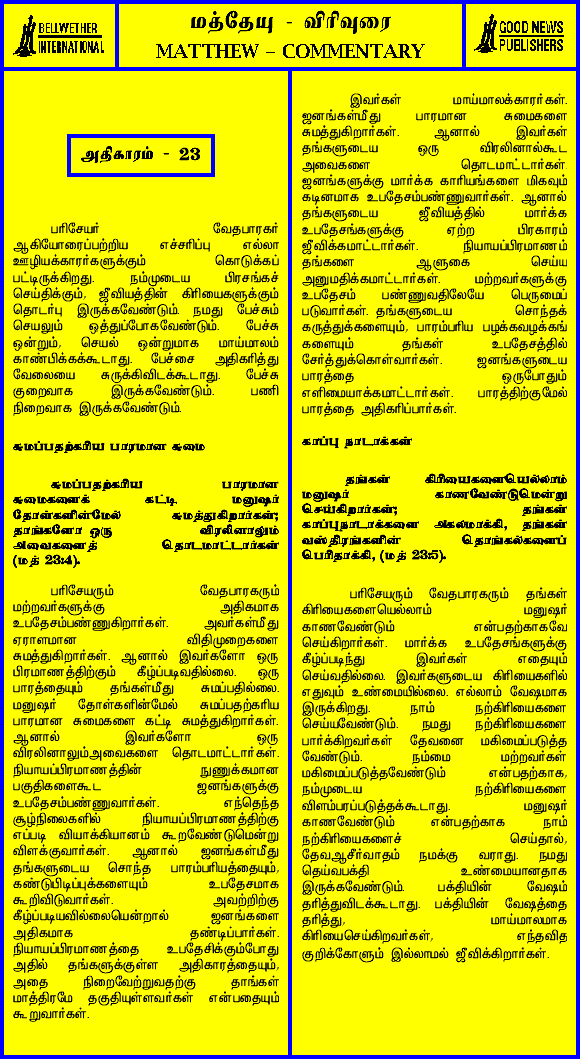 BELLWETHER
INTERNATIONAL
மத்தேயு - விரிவுரை
MATTHEW – COMMENTARY
GOOD NEWS
PUBLISHERS
அதிகாரம் - 23
பரிசேயர் வேதபாரகர்
ஆகியோரைப்பற்றிய எச்சரிப்பு எல்லா
ஊழியக்காரர்களுக்கும் கொடுக்கப்
பட்டிருக்கிறது. நம்முடைய பிரசங்கச்
செய்திக்கும், ஜீவியத்தின் கிரியைகளுக்கும்
தொடர்பு இருக்கவேண்டும். நமது பேச்சும்
செயலும் ஒத்துப்போகவேண்டும். பேச்சு
ஒன்றும், செயல் ஒன்றுமாக மாய்மாலம்
காண்பிக்கக்கூடாது. பேச்சை அதிகரித்து
வேலையை சுருக்கிவிடக்கூடாது. பேச்சு
குறைவாக இருக்கவேண்டும். பணி
நிறைவாக இருக்கவேண்டும்.
சுமப்பதற்கரிய பாரமான சுமை
சுமப்பதற்கரிய பாரமான
சுமைகளைக் கட்டி, மனுஷர்
தோள்களின்மேல் சுமத்துகிறார்கள்;
தாங்களோ ஒரு விரலினாலும்
அவைகளைத் தொடமாட்டார்கள்
(மத் 23:4).
பரிசேயரும் வேதபாரகரும்
மற்றவர்களுக்கு அதிகமாக
உபதேசம்பண்ணுகிறார்கள். அவர்கள்மீது
ஏராளமான விதிமுறைகளை
சுமத்துகிறார்கள். ஆனால் இவர்களோ ஒரு
பிரமாணத்திற்கும் கீழ்ப்படிவதில்லை. ஒரு
பாரத்தையும் தங்கள்மீது சுமப்பதில்லை.
மனுஷர் தோள்களின்மேல் சுமப்பதற்கரிய
பாரமான சுமைகளை கட்டி சுமத்துகிறார்கள்.
ஆனால் இவர்களோ ஒரு
விரலினாலும்அவைகளை தொடமாட்டார்கள்.
நியாயப்பிரமாணத்தின் நுணுக்கமான
பகுதிகளைகூட ஜனங்களுக்கு
உபதேசம்பண்ணுவார்கள். எந்தெந்த
சூழ்நிலைகளில் நியாயப்பிரமாணத்திற்கு
எப்படி வியாக்கியானம் கூறவேண்டுமென்று
விளக்குவார்கள். ஆனால் ஜனங்கள்மீது
தங்களுடைய சொந்த பாரம்பரியத்தையும்,
கண்டுபிடிப்புக்களையும் உபதேசமாக
கூறிவிடுவார்கள். அவற்றிற்கு
கீழ்ப்படியவில்லையென்றால் ஜனங்களை
அதிகமாக தண்டிப்பார்கள்.
நியாயப்பிரமாணத்தை உபதேசிக்கும்போது
அதில் தங்களுக்குள்ள அதிகாரத்தையும்,
அதை நிறைவேற்றுவதற்கு தாங்கள்
மாத்திரமே தகுதியுள்ளவர்கள் என்பதையும்
கூறுவார்கள்.
இவர்கள் மாய்மாலக்காரர்கள்.
ஜனங்கள்மீது பாரமான சுமைகளை
சுமத்துகிறார்கள். ஆனால் இவர்கள்
தங்களுடைய ஒரு விரலினால்கூட
அவைகளை தொடமாட்டார்கள்.
ஜனங்களுக்கு மார்க்க காரியங்களை மிகவும்
கடினமாக உபதேசம்பண்ணுவார்கள். ஆனால்
தங்களுடைய ஜீவியத்தில் மார்க்க
உபதேசங்களுக்கு ஏற்ற பிரகாரம்
ஜீவிக்கமாட்டார்கள். நியாயப்பிரமாணம்
தங்களை ஆளுகை செய்ய
அனுமதிக்கமாட்டார்கள். மற்றவர்களுக்கு
உபதேசம் பண்ணுவதிலேயே பெருமைப்
படுவார்கள். தங்களுடைய சொந்தக்
கருத்துக்களையும், பாரம்பரிய பழக்கவழக்கங்
களையும் தங்கள் உபதேசத்தில்
சேர்த்துக்கொள்வார்கள். ஜனங்களுடைய
பாரத்தை ஒருபோதும்
எளிமையாக்கமாட்டார்கள். பாரத்திற்குமேல்
பாரத்தை அதிகரிப்பார்கள்.
காப்பு நாடாக்கள்
தங்கள் கிரியைகளையெல்லாம்
மனுஷர் காணவேண்டுமென்று
செய்கிறார்கள்; தங்கள்
காப்புநாடாக்களை அகலமாக்கி, தங்கள்
வஸ்திரங்களின் தொங்கல்களைப்
பெரிதாக்கி, (மத் 23:5).
பரிசேயரும் வேதபாரகரும் தங்கள்
கிரியைகளையெல்லாம் மனுஷர்
காணவேண்டும் என்பதற்காகவே
செய்கிறார்கள். மார்க்க உபதேசங்களுக்கு
கீழ்ப்படிந்து இவர்கள் எதையும்
செய்வதில்லை. இவர்களுடைய கிரியைகளில்
எதுவும் உண்மையில்லை. எல்லாம் வேஷமாக
இருக்கிறது. நாம் நற்கிரியைகளை
செய்யவேண்டும். நமது நற்கிரியைகளை
பார்க்கிறவர்கள் தேவனை மகிமைப்படுத்த
வேண்டும். நம்மை மற்றவர்கள்
மகிமைப்படுத்தவேண்டும் என்பதற்காக,
நம்முடைய நற்கிரியைகளை
விளம்பரப்படுத்தக்கூடாது. மனுஷர்
காணவேண்டும் என்பதற்காக நாம்
நற்கிரியைகளைச் செய்தால்,
தேவஆசீர்வாதம் நமக்கு வராது. நமது
தெய்வபக்தி உண்மையானதாக
இருக்கவேண்டும். பக்தியின் வேஷம்
தரித்துவிடக்கூடாது. பக்தியின் வேஷத்தை
தரித்து, மாய்மாலமாக
கிரியைசெய்கிறவர்கள், எந்தவித
குறிக்கோளும் இல்லாமல் ஜீவிக்கிறார்கள்.